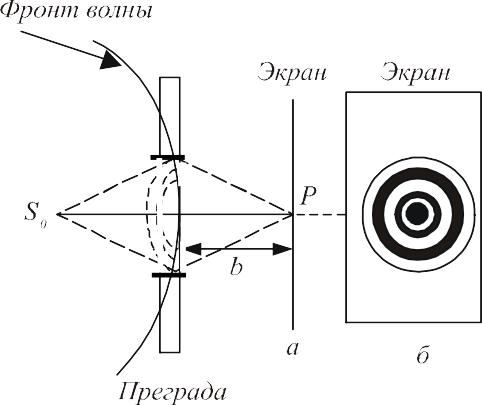 Фронт волны
Экран
Экран
S₀
P
b
а
б
Преграда